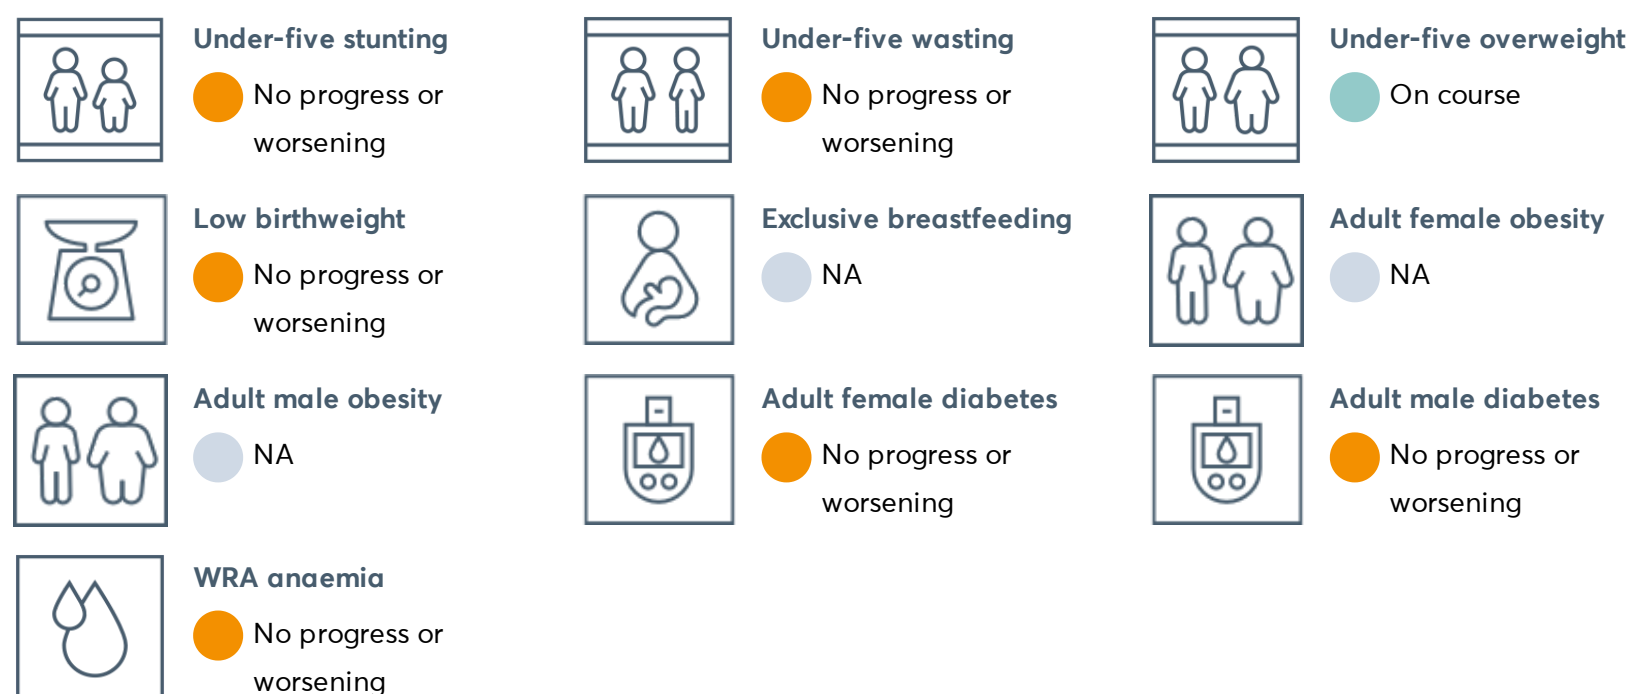 Under-five stunting
No progress or
worsening
Under-five wasting
No progress or
worsening
Under-five overweight
On course
Low birthweight
No progress or
worsening
Exclusive breastfeeding
NA
Adult female obesity
NA
Adult male obesity
NA
Adult female diabetes
No progress or
worsening
Adult male diabetes
No progress or
worsening
WRA anaemia
No progress or
worsening